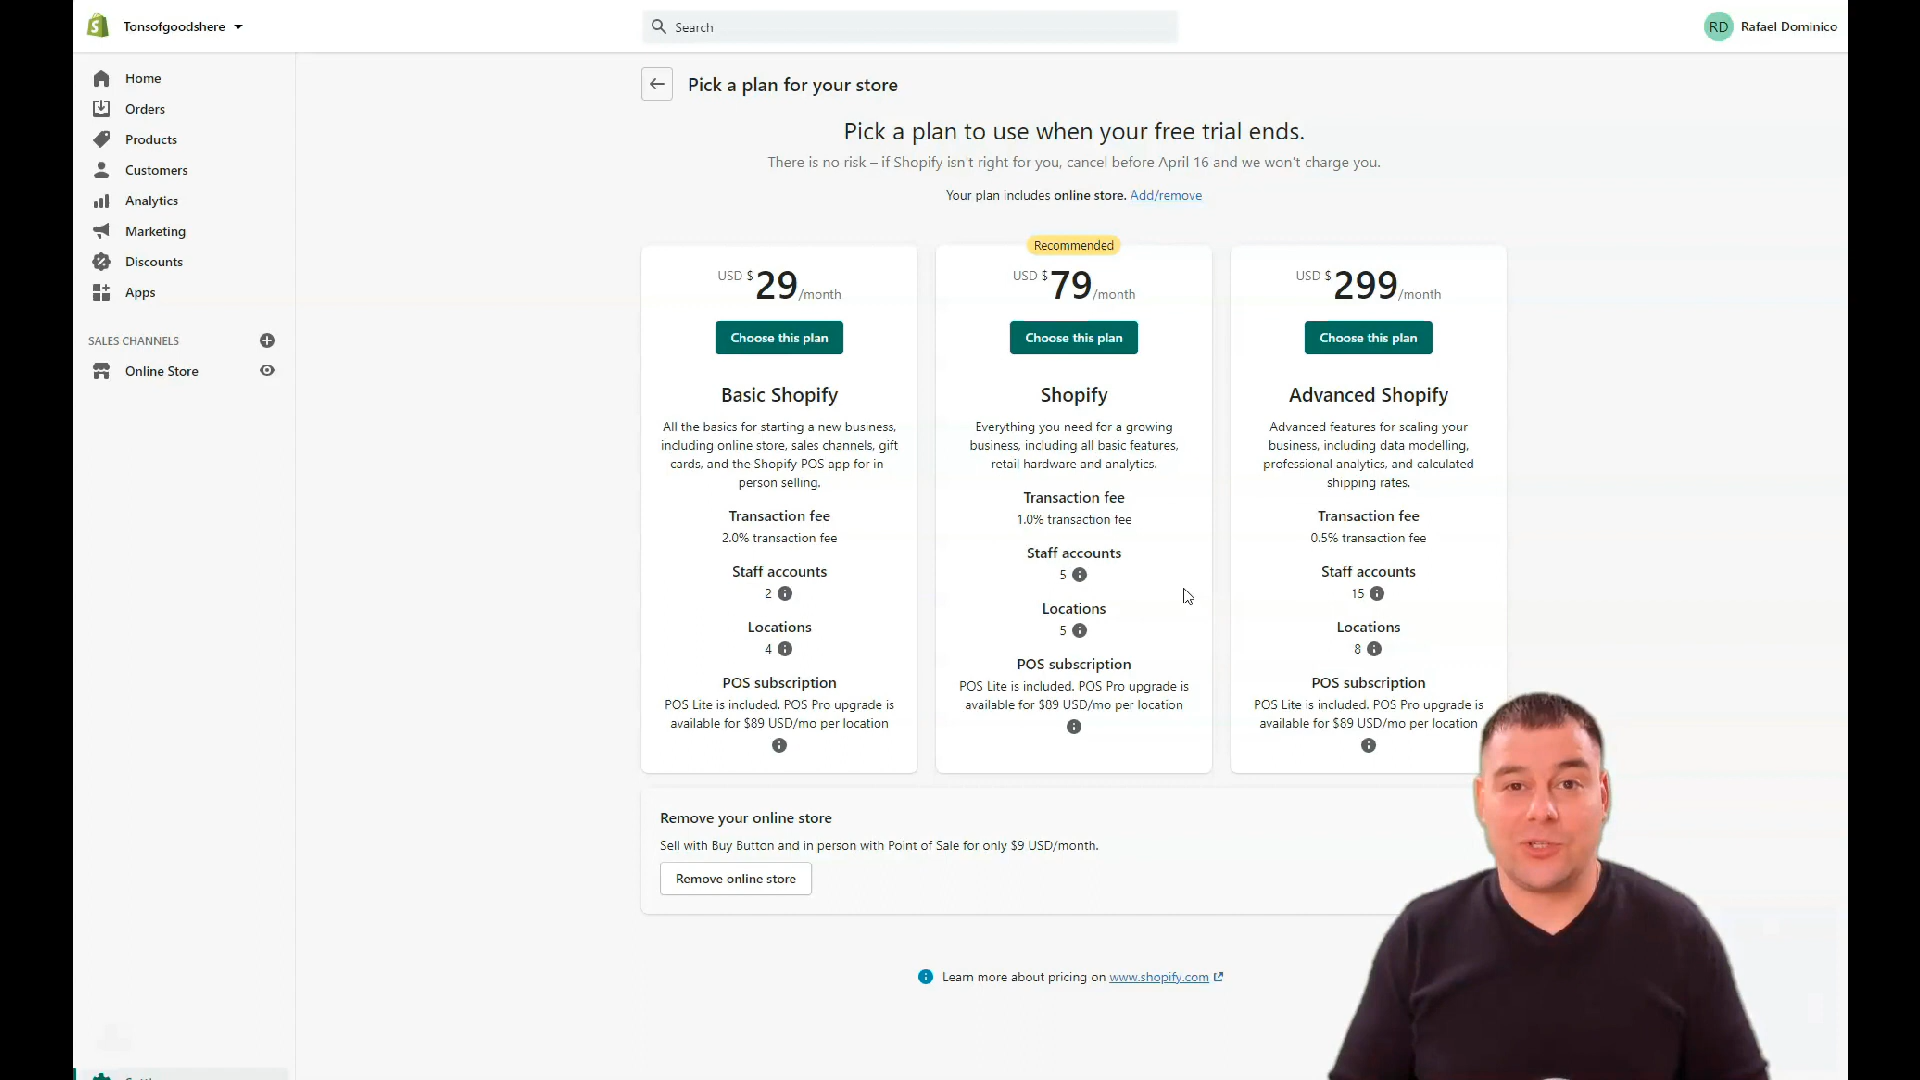 Tonsofgoodshere
Search
RD Rafael Dominico
Home
Orders
Products
Customers
Analytics
Marketing
Discounts
Apps
SALES CHANNELS
Online Store
Pick a plan for your store
Pick a plan to use when your free trial ends.
There is no risk – if Shopify isn't right for you, cancel before April 16 and we won't charge you.
Your plan includes online store. Add/remove
USD $ 29 /month
Choose this plan
Basic Shopify
All the basics for starting a new business,
including online store, sales channels, gift
cards, and the Shopify POS app for in
person selling.
Transaction fee
2.0% transaction fee
Staff accounts
2
Locations
4
POS subscription
POS Lite is included. POS Pro upgrade is
available for $89 USD/mo per location
Recommended
USD $ 79 /month
Choose this plan
Shopify
Everything you need for a growing
business, including all basic features,
retail hardware and analytics.
Transaction fee
1.0% transaction fee
Staff accounts
5
Locations
5
POS subscription
POS Lite is included. POS Pro upgrade is
available for $89 USD/mo per location
USD $ 299 /month
Choose this plan
Advanced Shopify
Advanced features for scaling your
business, including data modelling,
professional analytics, and calculated
shipping rates.
Transaction fee
0.5% transaction fee
Staff accounts
15
Locations
8
POS subscription
POS Lite is included. POS Pro upgrade is
available for $89 USD/mo per location
Remove your online store
Sell with Buy Button and in person with Point of Sale for only $9 USD/month.
Remove online store
Learn more about pricing on www.shopify.com